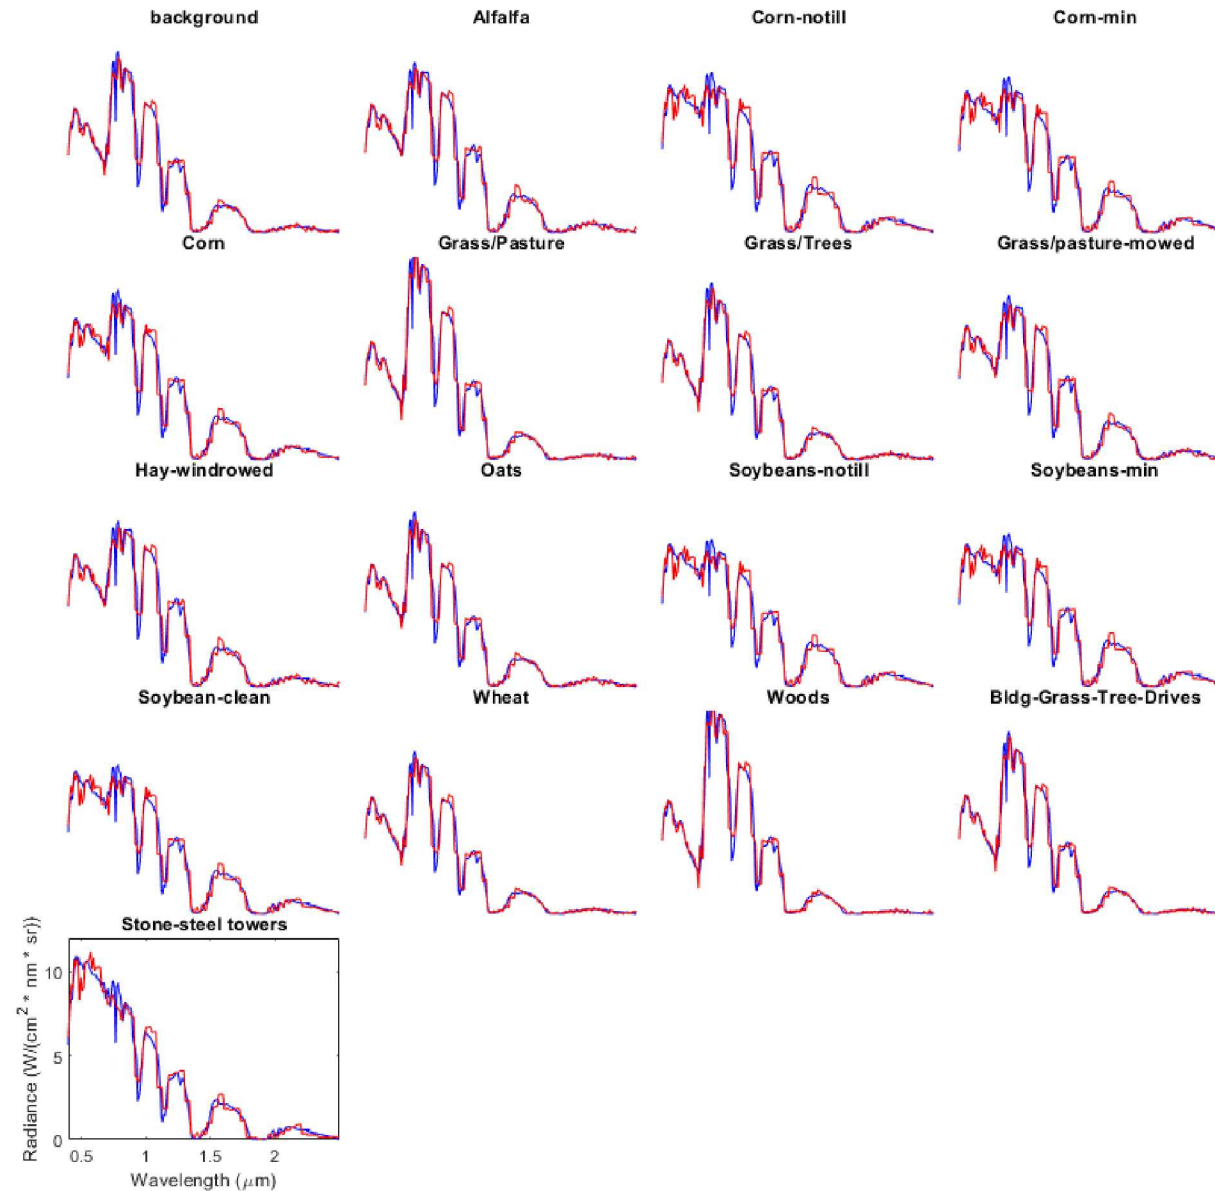 background Alfalfa Corn-notill Corn-min
Corn Grass/Pasture Grass/Trees Grass/pasture-mowed
Hay-windrowed Oats Soybeans-notill Soybeans-min
Soybean-clean Wheat Woods Bldg-Grass-Tree-Drives
Stone-steel towers
Radiance (W/(cm² * nm * sr))
10
5
0
0.5 1 1.5 2
Wavelength (μm)